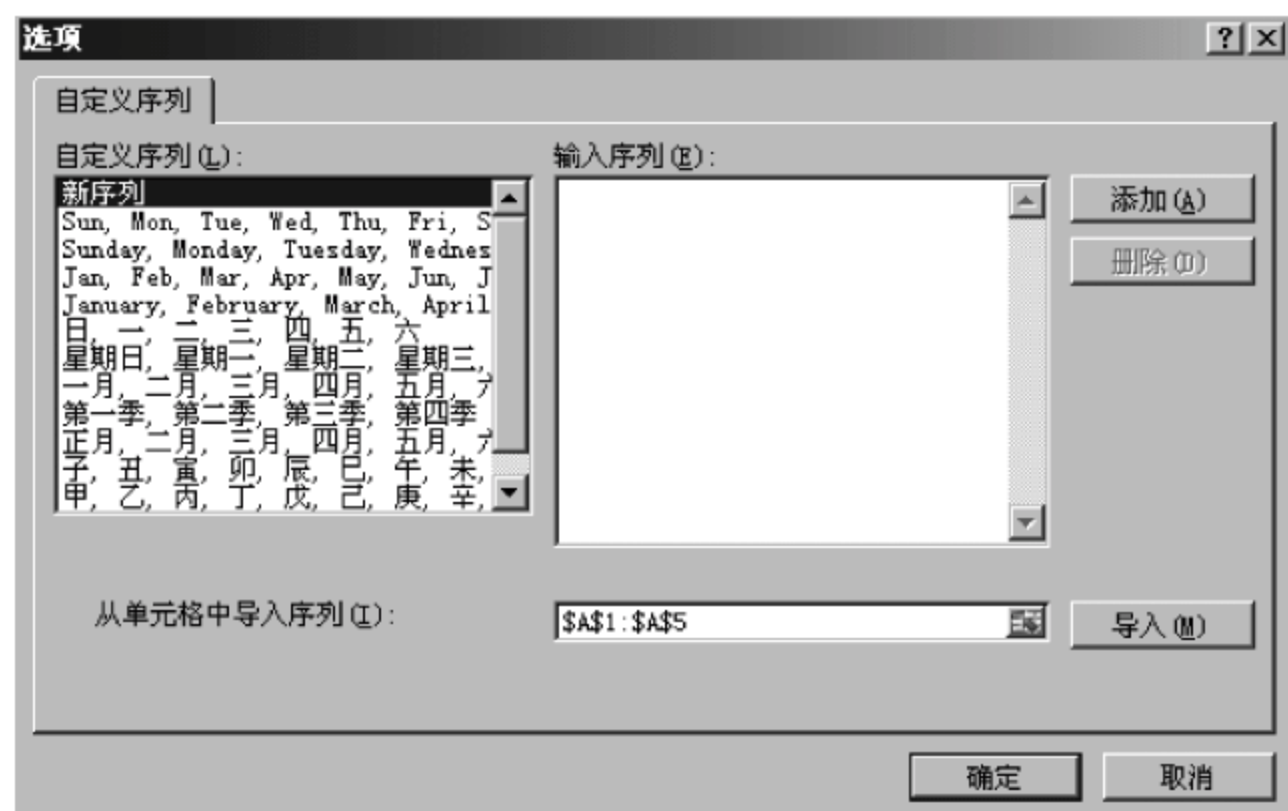 选项
自定义序列
自定义序列(L):
输入序列(E):
新序列
Sun, Mon, Tue, Wed, Thu, Fri, S
Sunday, Monday, Tuesday, Wednes
Jan, Feb, Mar, Apr, May, Jun, J
January, February, March, April
日, 一, 二, 三, 四, 五, 六
星期日, 星期一, 星期二, 星期三,
一月, 二月, 三月, 四月, 五月,
第一季, 第二季, 第三季, 第四季
正月, 二月, 三月, 四月, 五月,
子, 丑, 寅, 卯, 辰, 巳, 午, 未,
甲, 乙, 丙, 丁, 戊, 己, 庚, 辛,
添加(A)
删除(D)
从单元格中导入序列(I):
$A$1:$A$5
导入(M)
确定
取消